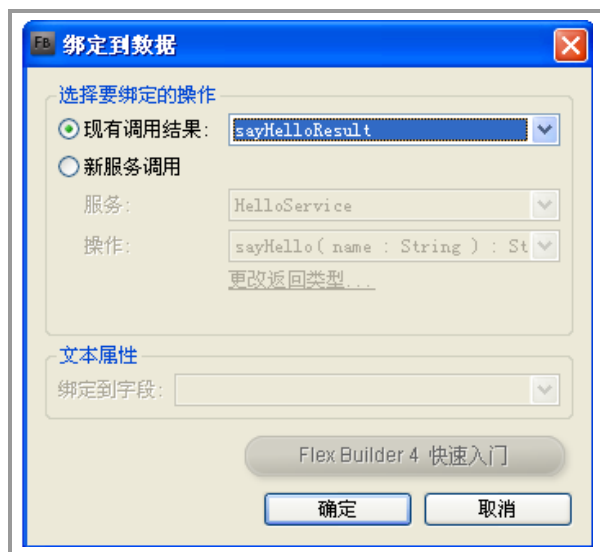 FB 绑定到数据
选择要绑定的操作
现有调用结果: sayHelloResult
新服务调用
服务: HelloService
操作: sayHello( name : String ) : St
更改返回类型...
文本属性
绑定到字段:
Flex Builder 4 快速入门
确定 取消